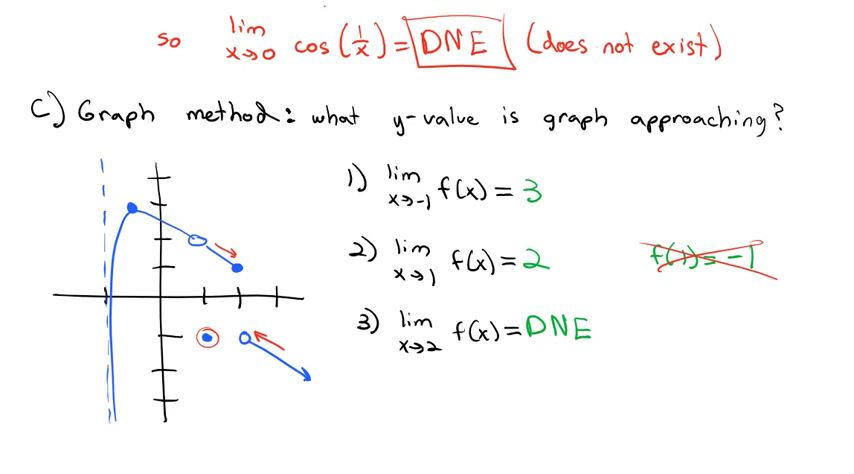 so lim x→0 cos(1/x) = DNE (does not exist)
C) Graph method: what y-value is graph approaching?
1) lim x→-1 f(x) = 3
2) lim x→1 f(x) = 2 f(1) = -1
3) lim x→2 f(x) = DNE